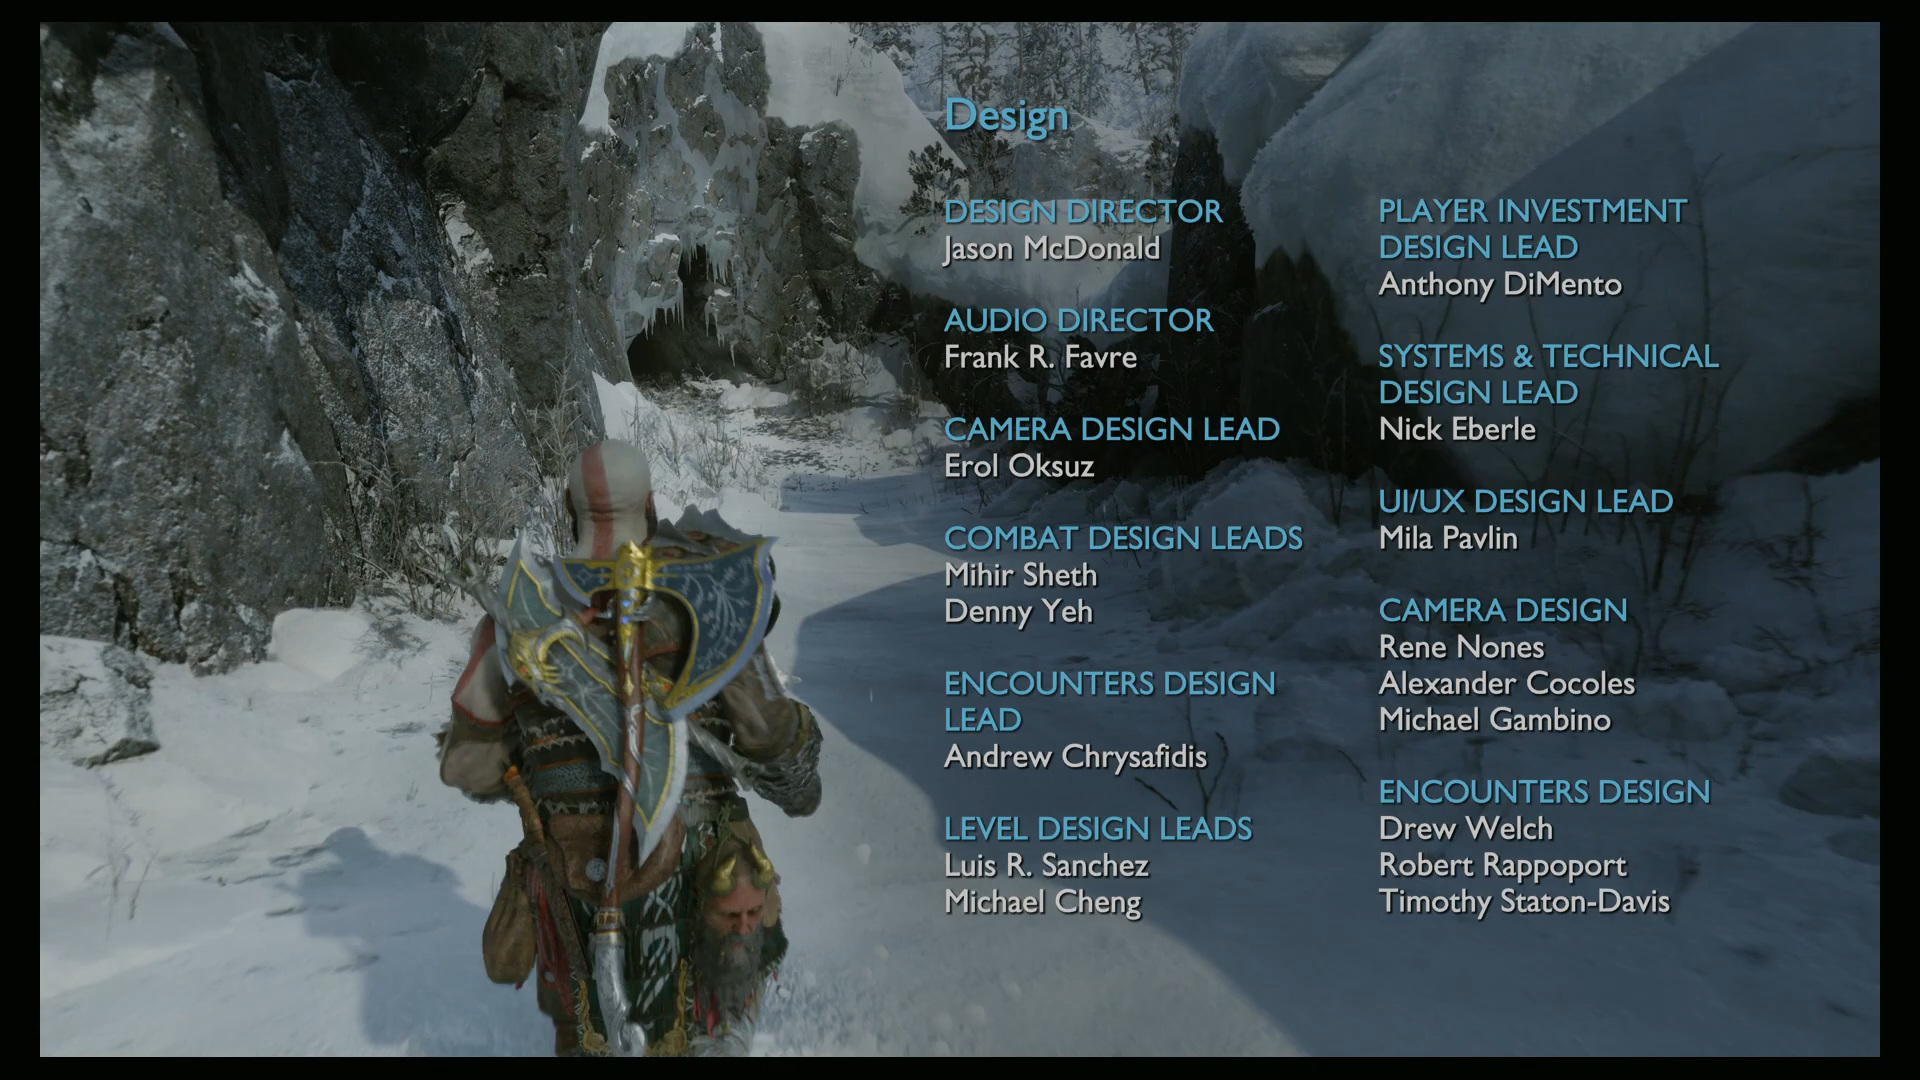 Design
DESIGN DIRECTOR
Jason McDonald
AUDIO DIRECTOR
Frank R. Favre
CAMERA DESIGN LEAD
Erol Oksuz
COMBAT DESIGN LEADS
Mihir Sheth
Denny Yeh
ENCOUNTERS DESIGN
LEAD
Andrew Chrysafidis
LEVEL DESIGN LEADS
Luis R. Sanchez
Michael Cheng
PLAYER INVESTMENT
DESIGN LEAD
Anthony DiMento
SYSTEMS & TECHNICAL
DESIGN LEAD
Nick Eberle
UI/UX DESIGN LEAD
Mila Pavlin
CAMERA DESIGN
Rene Nones
Alexander Cocoles
Michael Gambino
ENCOUNTERS DESIGN
Drew Welch
Robert Rappoport
Timothy Staton-Davis